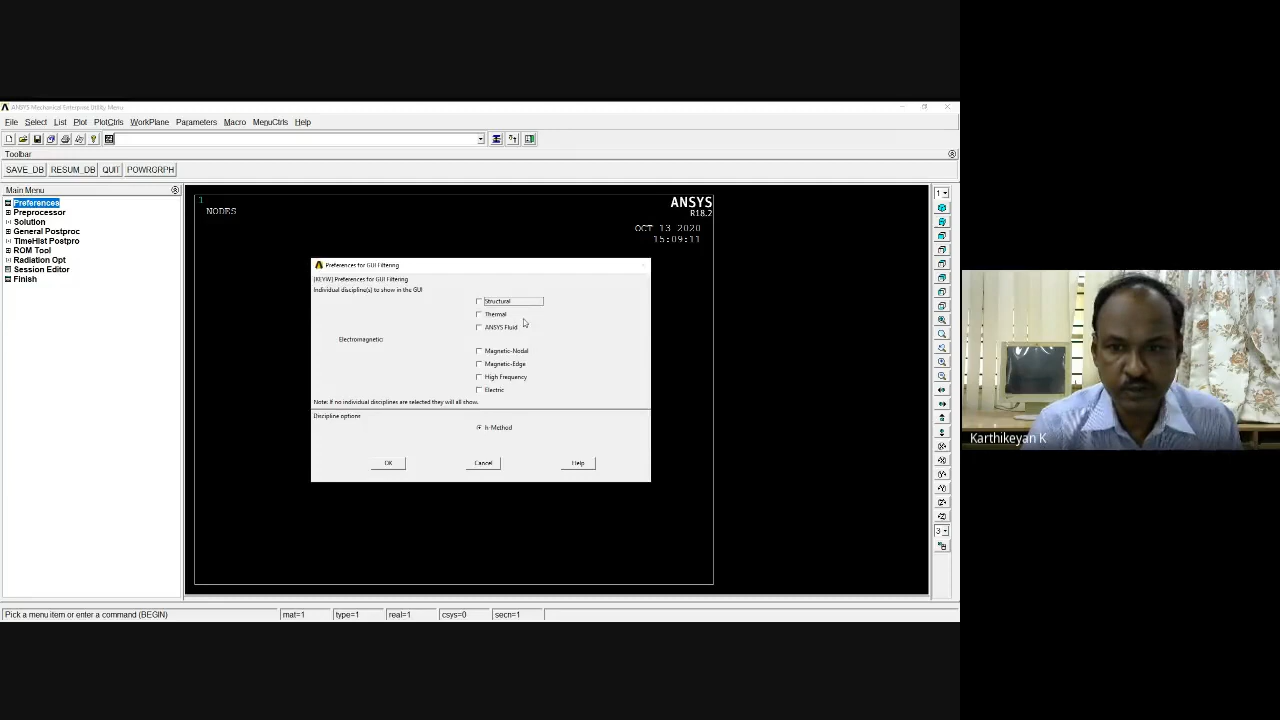 ANSYS Mechanical Enterprise Utility Menu
File Select List Plot PlotCtrls WorkPlane Parameters Macro MenuCtrls Help
Toolbar
SAVE_DB RESUM_DB QUIT POWRGRPH
Main Menu
Preferences
Preprocessor
Solution
General Postproc
TimeHist Postpro
ROM Tool
Radiation Opt
Session Editor
Finish
1
NODES
ANSYS
R18.2
OCT 13 2020
15:09:11
Preferences for GUI Filtering
[KEYW] Preferences for GUI Filtering
Individual discipline(s) to show in the GUI
Structural
Thermal
ANSYS Fluid
Electromagnetic:
Magnetic-Nodal
Magnetic-Edge
High Frequency
Electric
Note: If no individual disciplines are selected they will all show.
Discipline options
h-Method
OK Cancel Help
1
3
Karthikeyan K
Pick a menu item or enter a command (BEGIN) mat=1 type=1 real=1 csys=0 secn=1